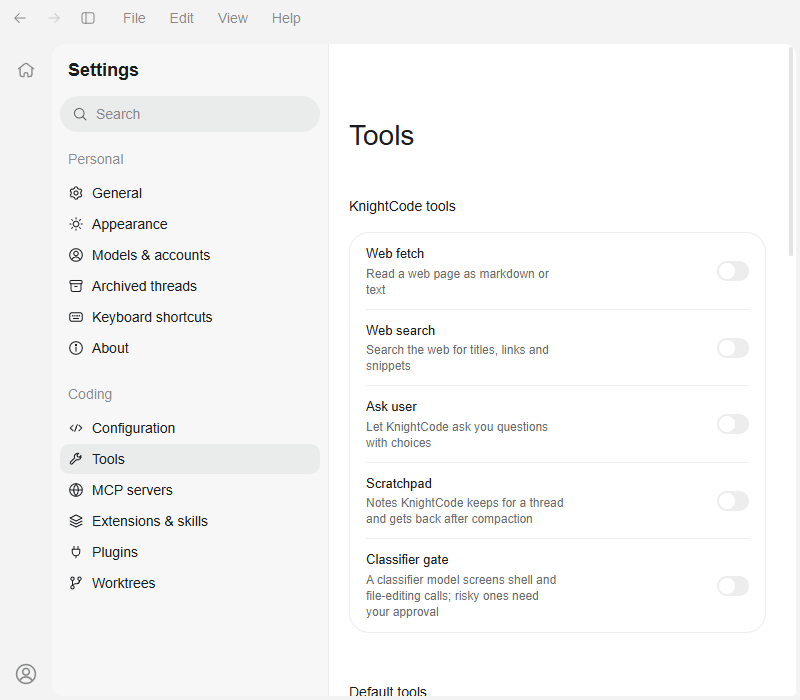 File Edit View Help
Settings
Search
Personal
General
Appearance
Models & accounts
Archived threads
Keyboard shortcuts
About
Coding
Configuration
Tools
MCP servers
Extensions & skills
Plugins
Worktrees
Tools
KnightCode tools
Web fetch
Read a web page as markdown or
text
Web search
Search the web for titles, links and
snippets
Ask user
Let KnightCode ask you questions
with choices
Scratchpad
Notes KnightCode keeps for a thread
and gets back after compaction
Classifier gate
A classifier model screens shell and
file-editing calls; risky ones need
your approval
Default tools